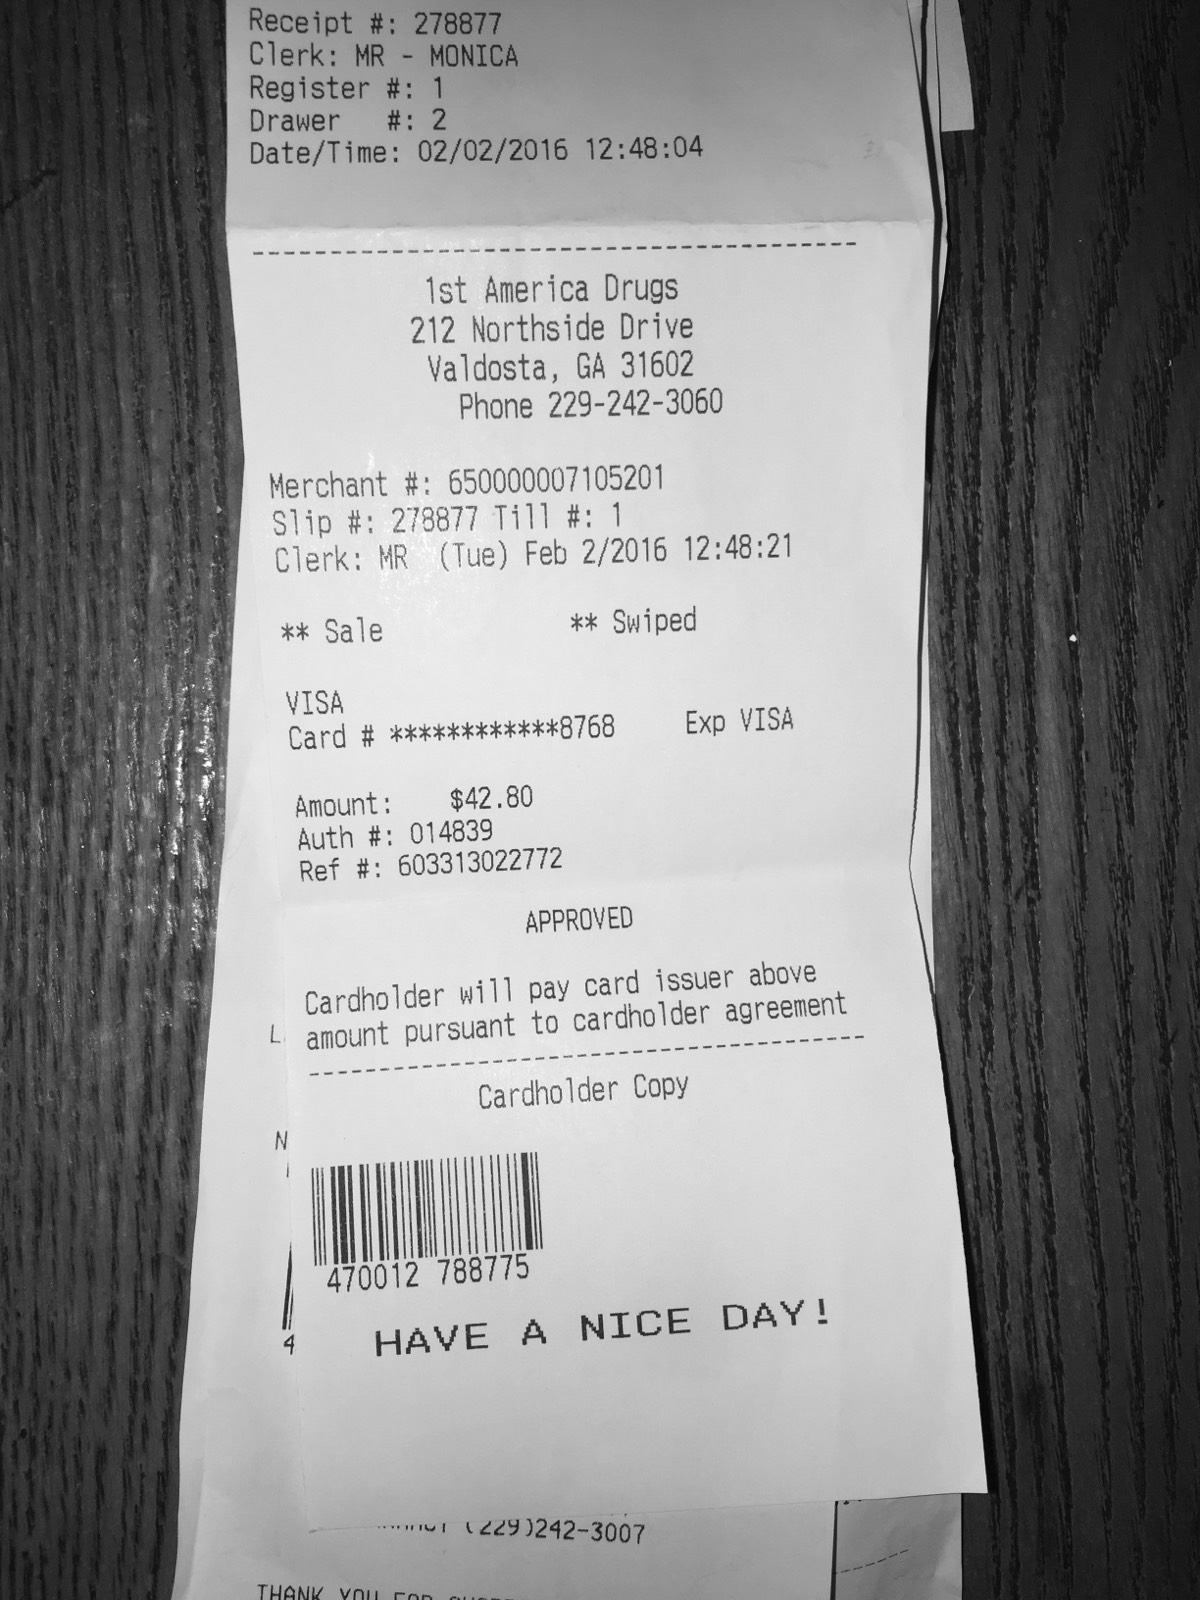 Receipt #: 278877
Clerk: MR - MONICA
Register #: 1
Drawer #: 2
Date/Time: 02/02/2016 12:48:04
----------------------------------------
1st America Drugs
212 Northside Drive
Valdosta, GA 31602
Phone 229-242-3060
Merchant #: 650000007105201
Slip #: 278877 Till #: 1
Clerk: MR (Tue) Feb 2/2016 12:48:21
** Sale ** Swiped
VISA
Card # ************8768 Exp VISA
Amount: $42.80
Auth #: 014839
Ref #: 603313022772
APPROVED
Cardholder will pay card issuer above
amount pursuant to cardholder agreement
----------------------------------------
Cardholder Copy
470012 788775
HAVE A NICE DAY!
L
N
4
(229)242-3007
THANK YOU FOR